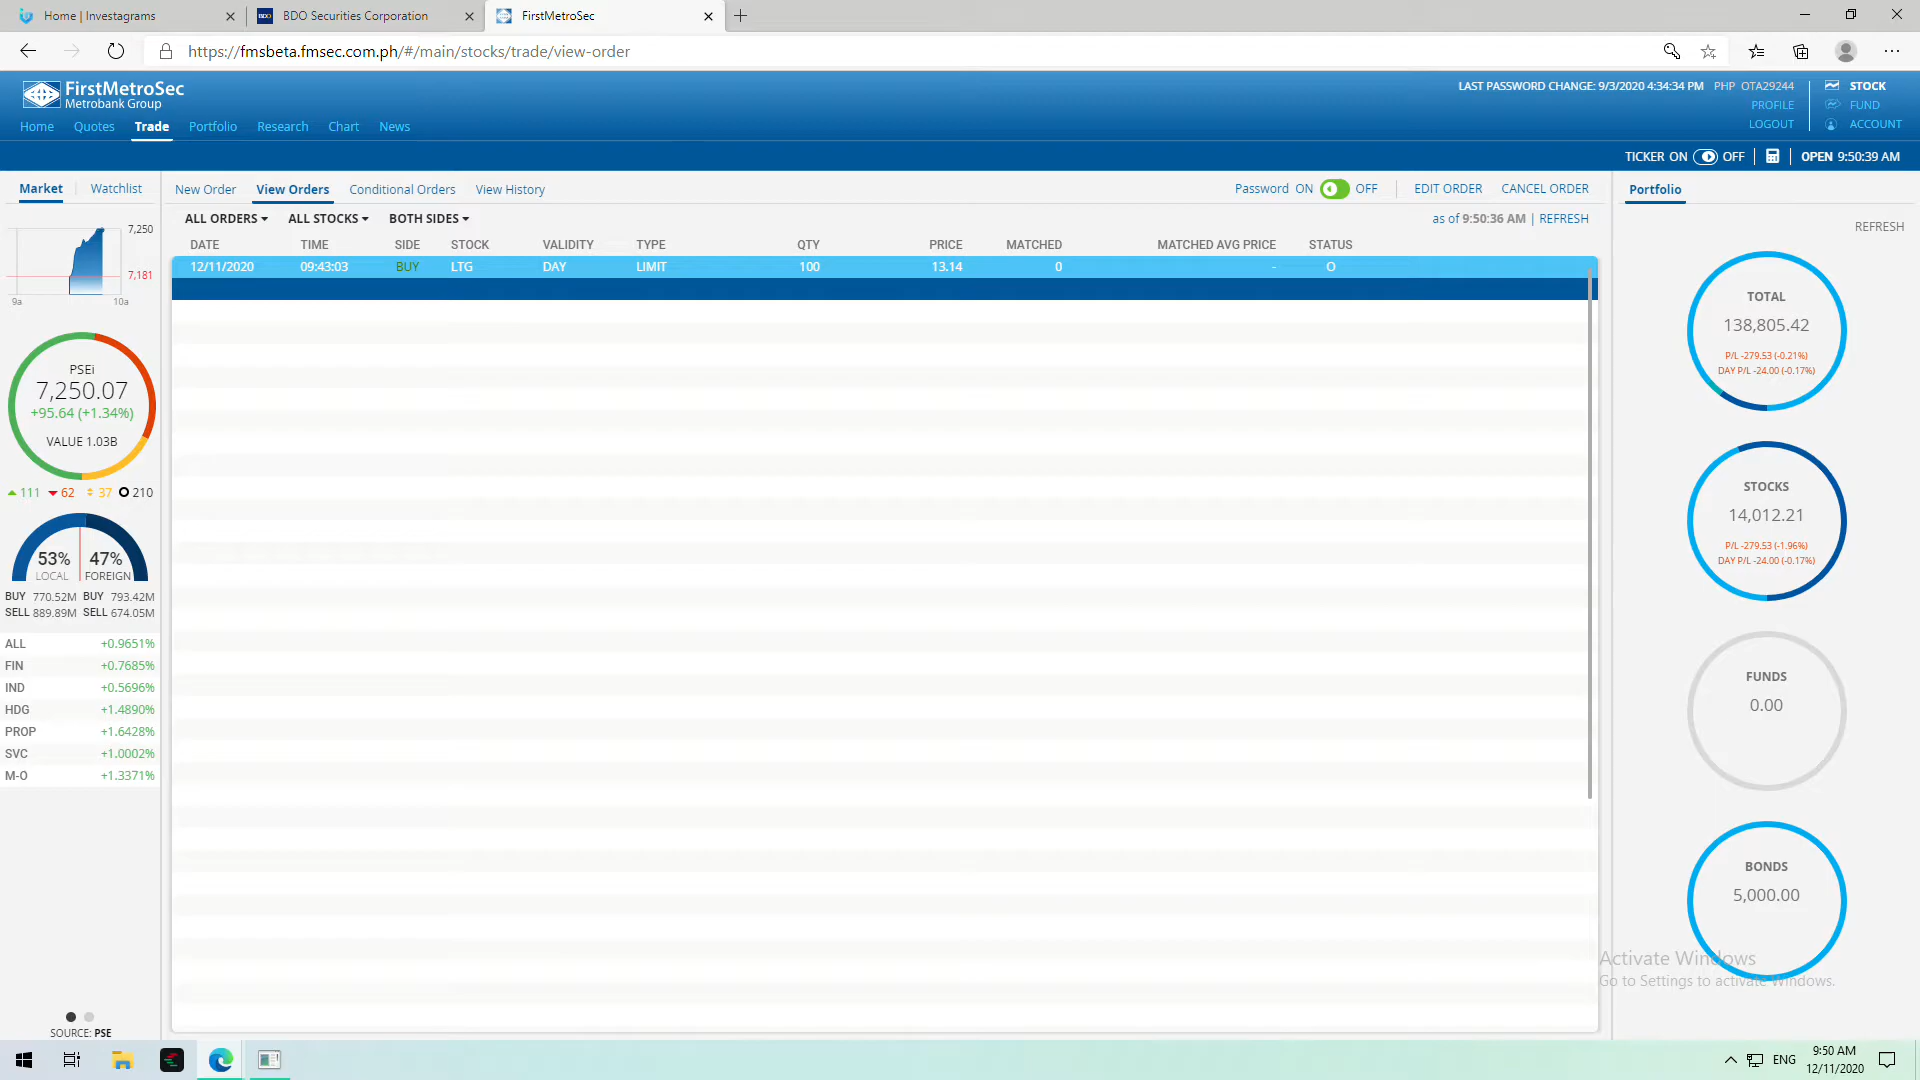 Home | Investagrams
BDO Securities Corporation
FirstMetroSec
https://fmsbeta.fmsec.com.ph/#/main/stocks/trade/view-order
FirstMetroSec
Metrobank Group
LAST PASSWORD CHANGE: 9/3/2020 4:34:34 PM PHP OTA29244
PROFILE
LOGOUT
STOCK
FUND
ACCOUNT
Home Quotes Trade Portfolio Research Chart News
TICKER ON OFF OPEN 9:50:39 AM
Market Watchlist
7,250
7,181
9a 10a
PSEi
7,250.07
+95.64 (+1.34%)
VALUE 1.03B
111 62 37 210
53% 47%
LOCAL FOREIGN
BUY 770.52M BUY 793.42M
SELL 889.89M SELL 674.05M
ALL +0.9651%
FIN +0.7685%
IND +0.5696%
HDG +1.4890%
PROP +1.6428%
SVC +1.0002%
M-O +1.3371%
SOURCE: PSE
New Order View Orders Conditional Orders View History
Password ON OFF EDIT ORDER CANCEL ORDER
ALL ORDERS ALL STOCKS BOTH SIDES
as of 9:50:36 AM | REFRESH
DATE TIME SIDE STOCK VALIDITY TYPE QTY PRICE MATCHED MATCHED AVG PRICE STATUS
12/11/2020 09:43:03 BUY LTG DAY LIMIT 100 13.14 0 - O
Portfolio
REFRESH
TOTAL
138,805.42
P/L -279.53 (-0.21%)
DAY P/L -24.00 (-0.17%)
STOCKS
14,012.21
P/L -279.53 (-1.96%)
DAY P/L -24.00 (-0.17%)
FUNDS
0.00
BONDS
5,000.00
Activate Windows
Go to Settings to activate Windows.
ENG
9:50 AM
12/11/2020